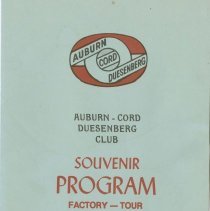 AUBURN
CORD
DUESENBERG
AUBURN - CORD
DUESENBERG
CLUB
SOUVENIR
PROGRAM
FACTORY — TOUR